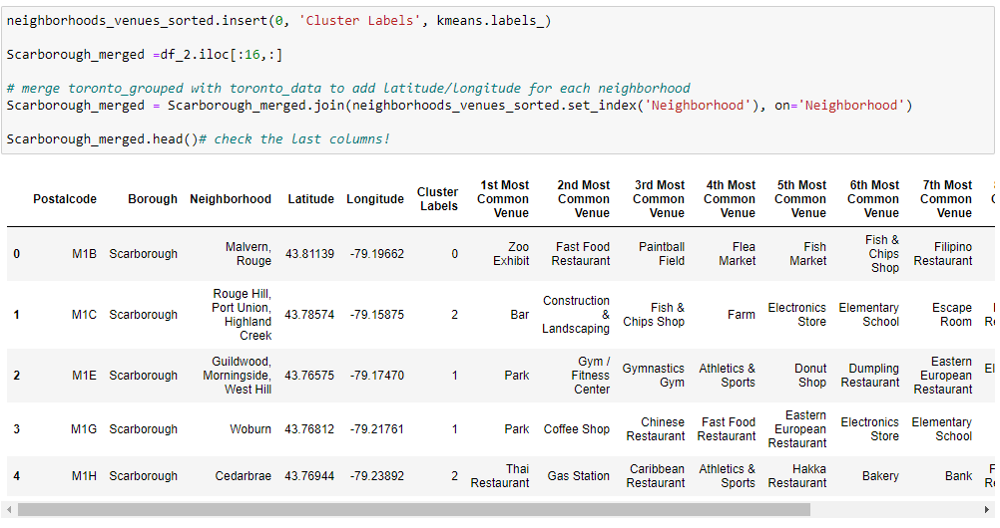 neighborhoods_venues_sorted.insert(0, 'Cluster Labels', kmeans.labels_)
Scarborough_merged =df_2.iloc[:16,:]
# merge toronto_grouped with toronto_data to add latitude/longitude for each neighborhood
Scarborough_merged = Scarborough_merged.join(neighborhoods_venues_sorted.set_index('Neighborhood'), on='Neighborhood')
Scarborough_merged.head()# check the last columns!
Postalcode Borough Neighborhood Latitude Longitude Cluster Labels 1st Most Common Venue 2nd Most Common Venue 3rd Most Common Venue 4th Most Common Venue 5th Most Common Venue 6th Most Common Venue 7th Most Common Venue
0 M1B Scarborough Malvern, Rouge 43.81139 -79.19662 0 Zoo Exhibit Fast Food Restaurant Paintball Field Flea Market Fish Market Fish & Chips Shop Filipino Restaurant
1 M1C Scarborough Rouge Hill, Port Union, Highland Creek 43.78574 -79.15875 2 Bar Construction & Landscaping Fish & Chips Shop Farm Electronics Store Elementary School Escape Room
2 M1E Scarborough Guildwood, Morningside, West Hill 43.76575 -79.17470 1 Park Gym / Fitness Center Gymnastics Gym Athletics & Sports Donut Shop Dumpling Restaurant Eastern European Restaurant
3 M1G Scarborough Woburn 43.76812 -79.21761 1 Park Coffee Shop Chinese Restaurant Fast Food Restaurant Eastern European Restaurant Electronics Store Elementary School
4 M1H Scarborough Cedarbrae 43.76944 -79.23892 2 Thai Restaurant Gas Station Caribbean Restaurant Athletics & Sports Hakka Restaurant Bakery Bank